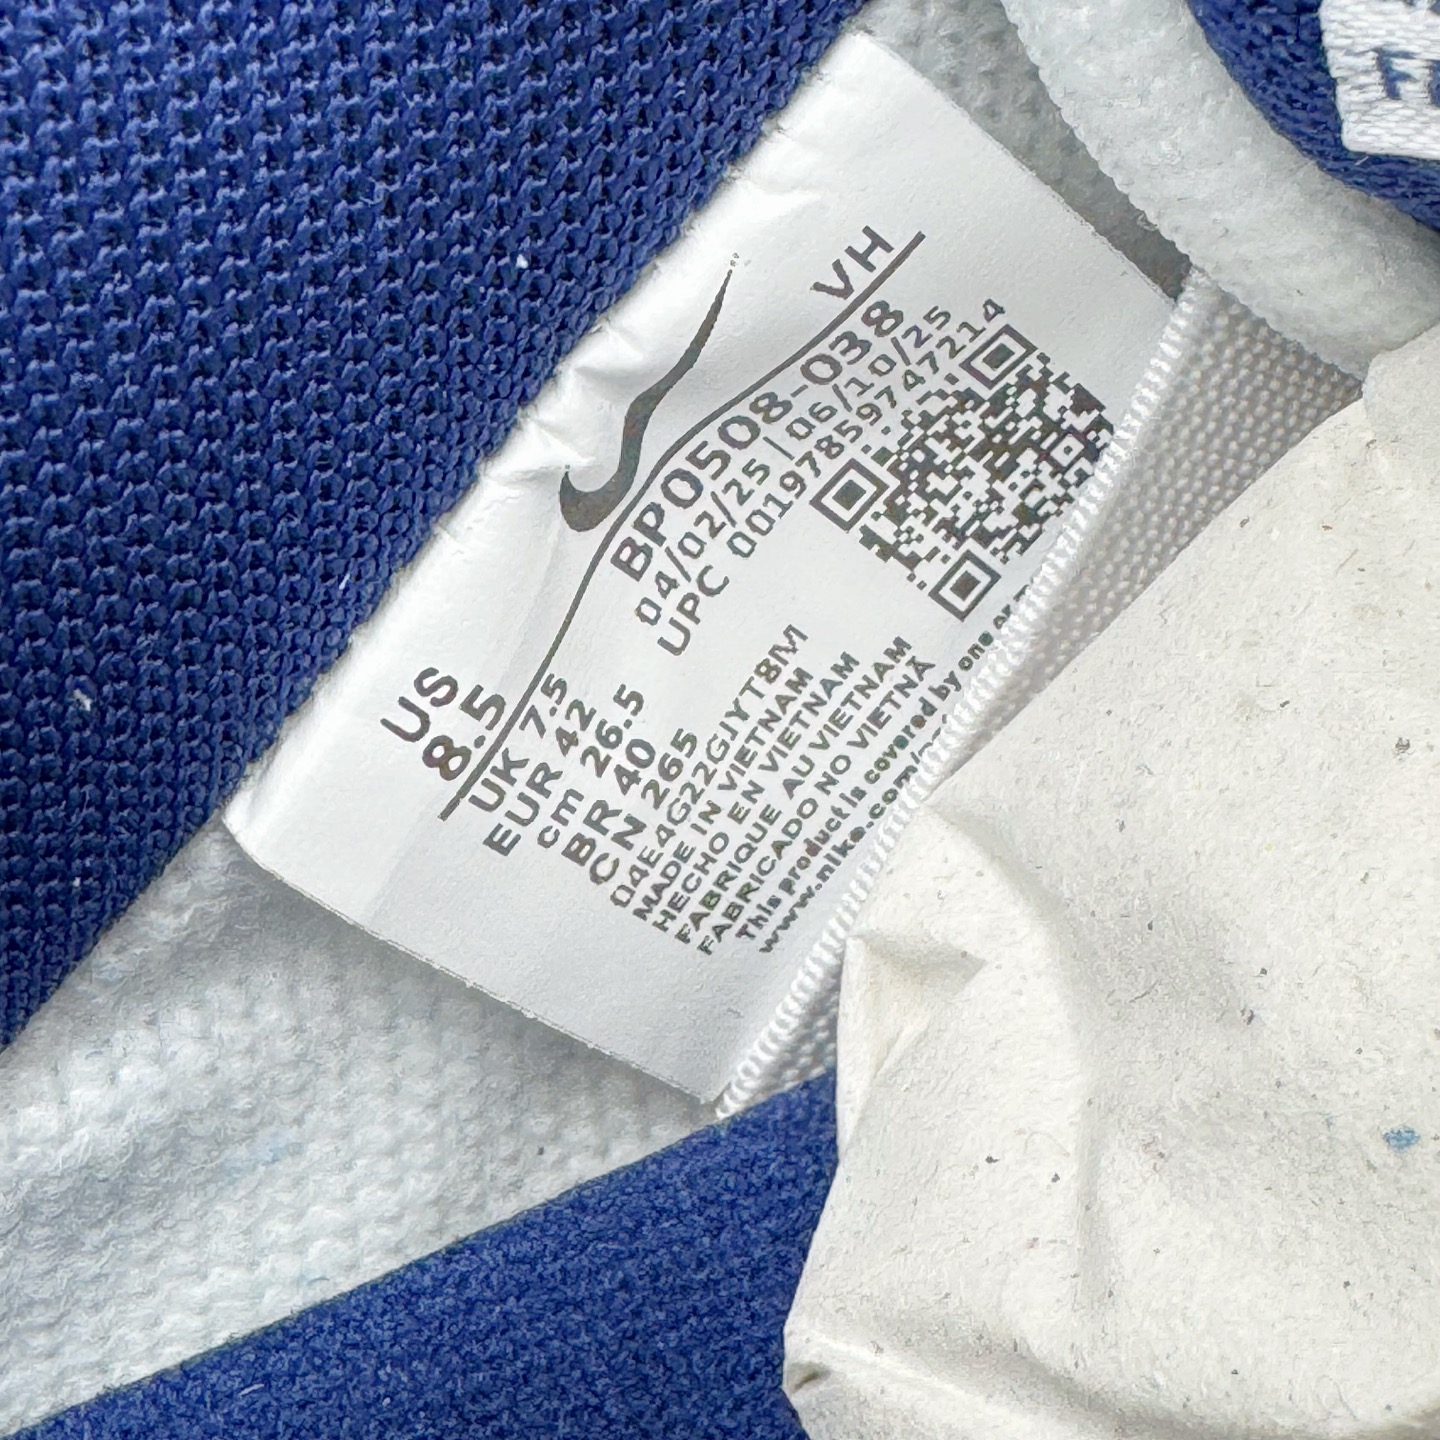 VH
BP0508-038
04/02/25 | 06/10/25
UPC 00197859747214
US
8.5
UK 7.5
EUR 42
cm 26.5
BR 40
CN 265
04E4G22GIYT8M
MADE IN VIETNAM
HECHO EN VIETNAM
FABRIQUE AU VIETNAM
FABRICADO NO VIETNÃ
This product is covered by one or
www.nike.com/